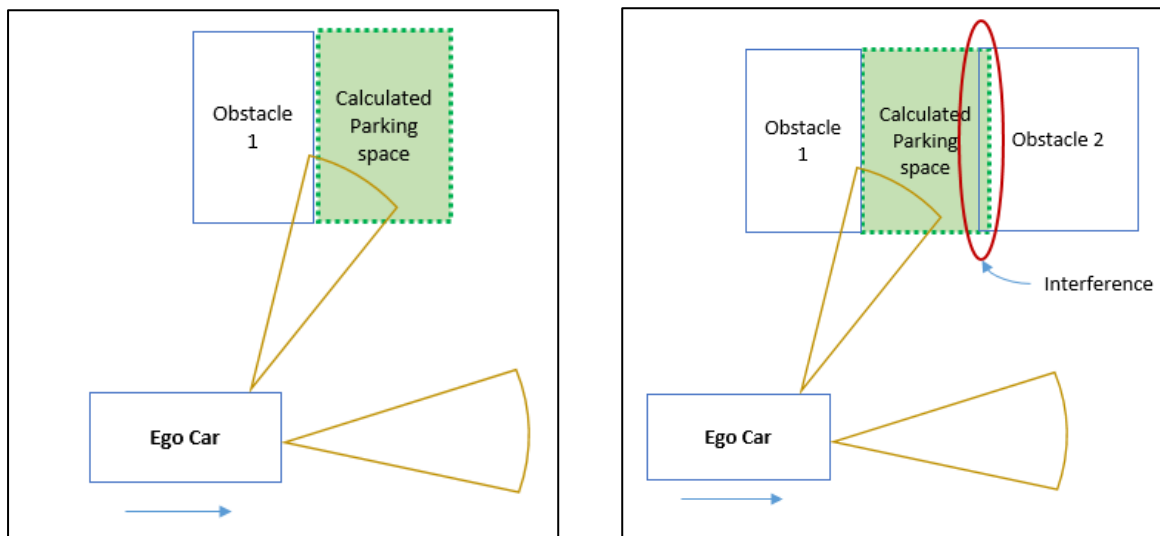 Obstacle
1
Calculated
Parking
space
Ego Car
Obstacle
1
Calculated
Parking
space
Obstacle 2
Interference
Ego Car